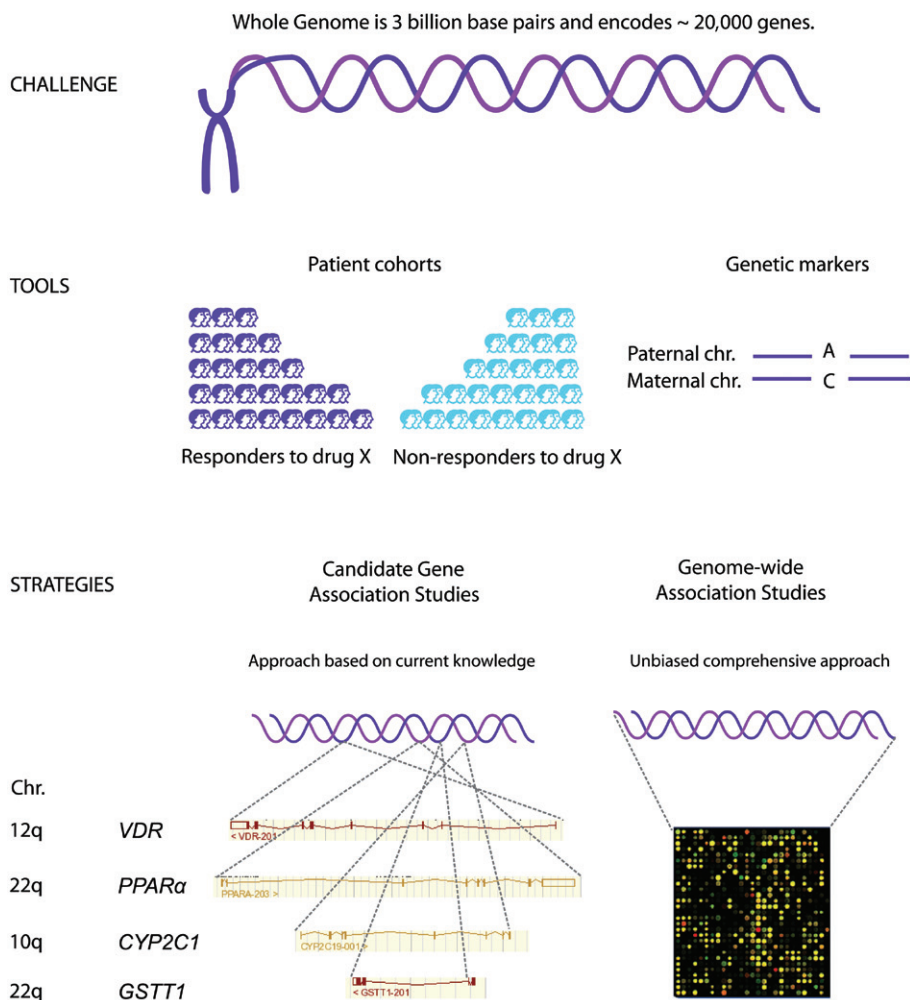 Whole Genome is 3 billion base pairs and encodes ~ 20,000 genes.
CHALLENGE
TOOLS
Patient cohorts
Genetic markers
Paternal chr. A
Maternal chr. C
Responders to drug X
Non-responders to drug X
STRATEGIES
Candidate Gene
Association Studies
Genome-wide
Association Studies
Approach based on current knowledge
Unbiased comprehensive approach
Chr.
12q VDR
< VDR-201
22q PPARα
PPARA-203 >
10q CYP2C1
CYP2C19-001 >
22q GSTT1
< GSTT1-201